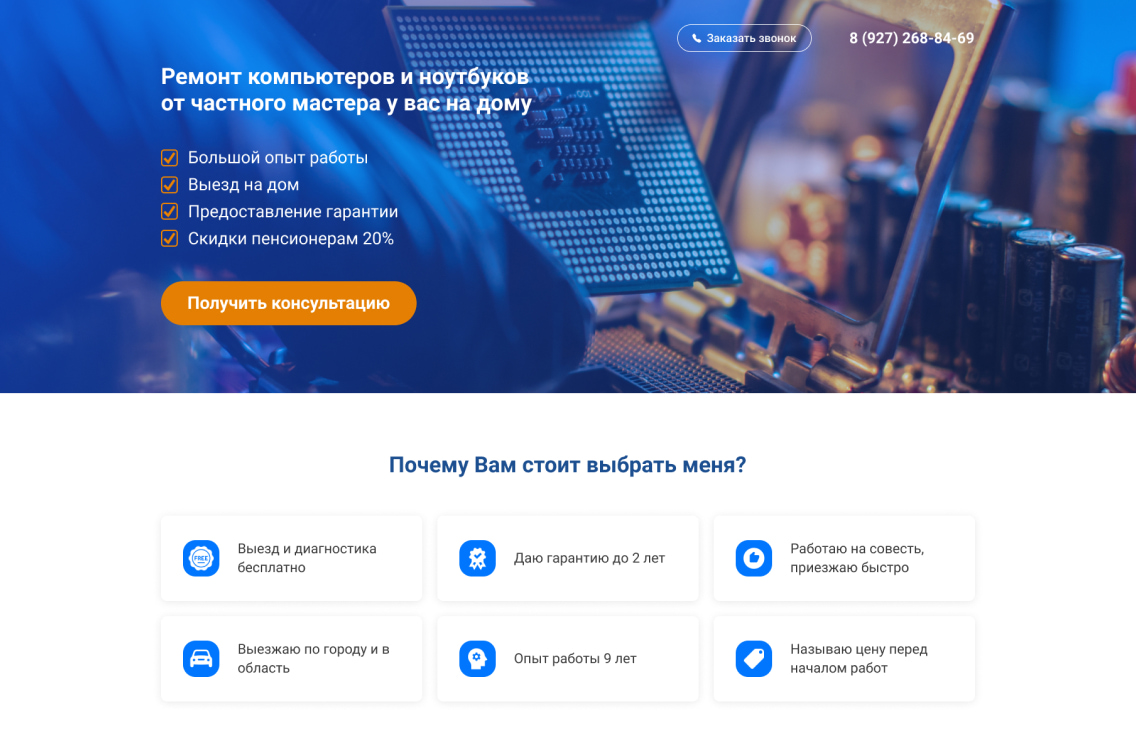 Заказать звонок
8 (927) 268-84-69
Ремонт компьютеров и ноутбуков
от частного мастера у вас на дому
Большой опыт работы
Выезд на дом
Предоставление гарантии
Скидки пенсионерам 20%
Получить консультацию
Почему Вам стоит выбрать меня?
FREE
Выезд и диагностика
бесплатно
Даю гарантию до 2 лет
Работаю на совесть,
приезжаю быстро
Выезжаю по городу и в
область
Опыт работы 9 лет
Называю цену перед
началом работ